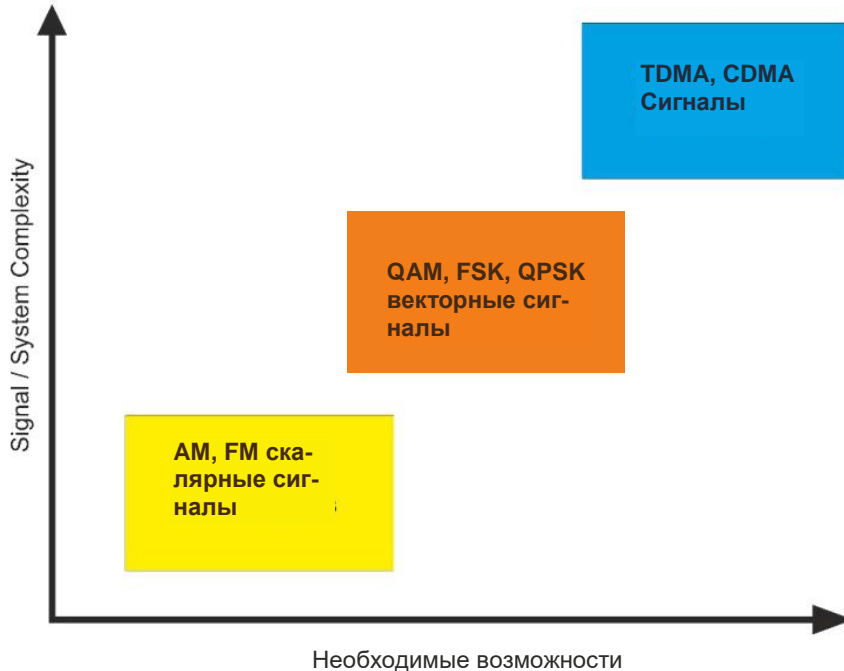 TDMA, CDMA
Сигналы
QAM, FSK, QPSK
векторные сиг-
налы
AM, FM ска-
лярные сиг-
налы
Signal / System Complexity
Необходимые возможности